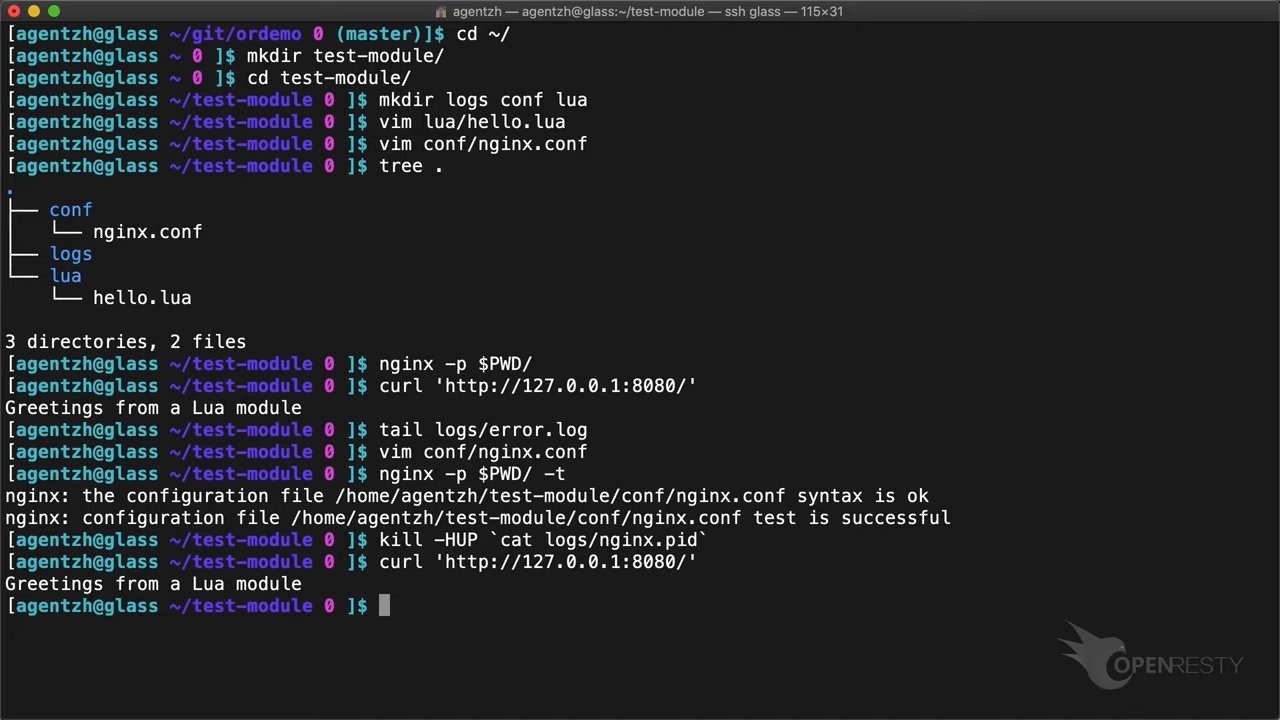 agentzh — agentzh@glass:~/test-module — ssh glass — 115×31
[agentzh@glass ~/git/ordemo 0 (master)]$ cd ~/
[agentzh@glass ~ 0 ]$ mkdir test-module/
[agentzh@glass ~ 0 ]$ cd test-module/
[agentzh@glass ~/test-module 0 ]$ mkdir logs conf lua
[agentzh@glass ~/test-module 0 ]$ vim lua/hello.lua
[agentzh@glass ~/test-module 0 ]$ vim conf/nginx.conf
[agentzh@glass ~/test-module 0 ]$ tree .
.
├── conf
│   └── nginx.conf
├── logs
└── lua
    └── hello.lua
3 directories, 2 files
[agentzh@glass ~/test-module 0 ]$ nginx -p $PWD/
[agentzh@glass ~/test-module 0 ]$ curl 'http://127.0.0.1:8080/'
Greetings from a Lua module
[agentzh@glass ~/test-module 0 ]$ tail logs/error.log
[agentzh@glass ~/test-module 0 ]$ vim conf/nginx.conf
[agentzh@glass ~/test-module 0 ]$ nginx -p $PWD/ -t
nginx: the configuration file /home/agentzh/test-module/conf/nginx.conf syntax is ok
nginx: configuration file /home/agentzh/test-module/conf/nginx.conf test is successful
[agentzh@glass ~/test-module 0 ]$ kill -HUP `cat logs/nginx.pid`
[agentzh@glass ~/test-module 0 ]$ curl 'http://127.0.0.1:8080/'
Greetings from a Lua module
[agentzh@glass ~/test-module 0 ]$
OPENRESTY